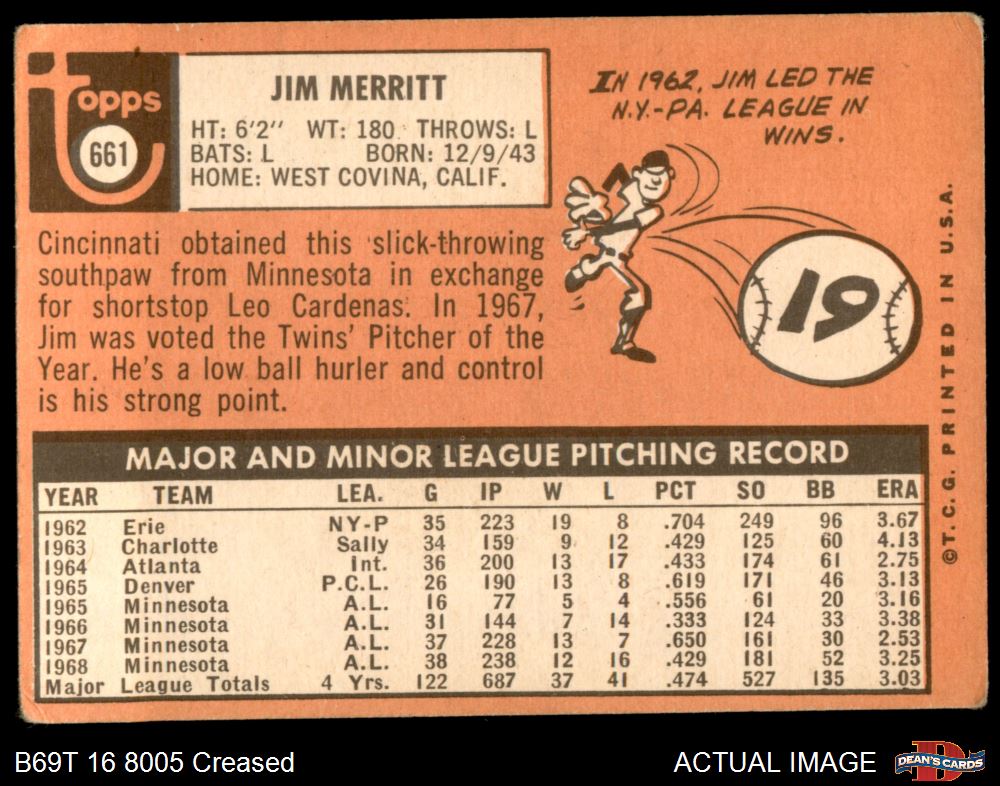 Topps
661
JIM MERRITT
HT: 6'2" WT: 180 THROWS: L
BATS: L BORN: 12/9/43
HOME: WEST COVINA, CALIF.
IN 1962, JIM LED THE
N.Y.-PA. LEAGUE IN
WINS.
19
Cincinnati obtained this slick-throwing
southpaw from Minnesota in exchange
for shortstop Leo Cardenas. In 1967,
Jim was voted the Twins' Pitcher of the
Year. He's a low ball hurler and control
is his strong point.
MAJOR AND MINOR LEAGUE PITCHING RECORD
YEAR TEAM LEA. G IP W L PCT SO BB ERA
1962 Erie NY-P 35 223 19 8 .704 249 96 3.67
1963 Charlotte Sally 34 159 9 12 .429 125 60 4.13
1964 Atlanta Int. 36 200 13 17 .433 174 61 2.75
1965 Denver P.C.L. 26 190 13 8 .619 171 46 3.13
1965 Minnesota A.L. 16 77 5 4 .556 61 20 3.16
1966 Minnesota A.L. 31 144 7 14 .333 124 33 3.38
1967 Minnesota A.L. 37 228 13 7 .650 161 30 2.53
1968 Minnesota A.L. 38 238 12 16 .429 181 52 3.25
Major League Totals 4 Yrs. 122 687 37 41 .474 527 135 3.03
©T.C.G. PRINTED IN U.S.A.
B69T 16 8005 Creased
ACTUAL IMAGE
D
DEAN'S CARDS